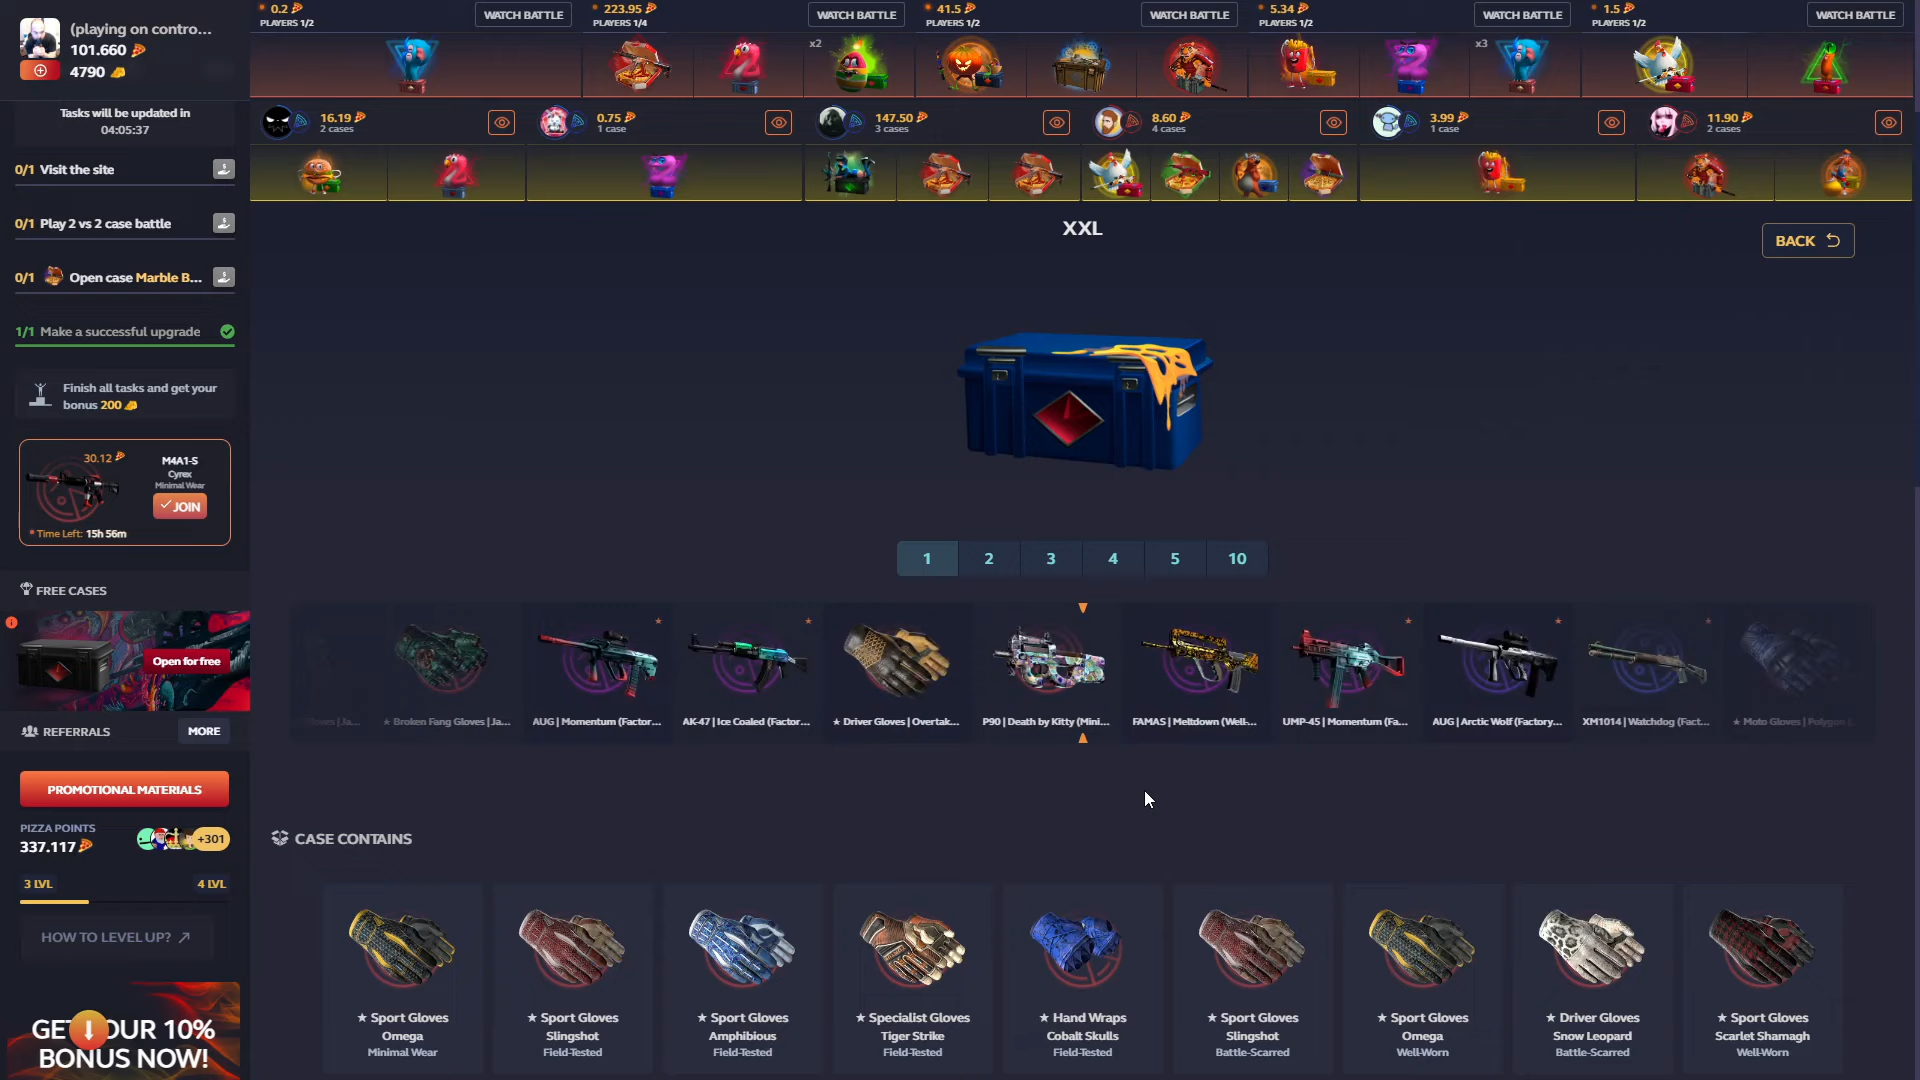 (playing on contro...
101.660
4790
Tasks will be updated in
04:05:37
0/1 Visit the site
0/1 Play 2 vs 2 case battle
0/1 Open case Marble B...
1/1 Make a successful upgrade
Finish all tasks and get your
bonus 200
30.12
M4A1-S
Cyrex
Minimal Wear
JOIN
* Time Left: 15h 56m
FREE CASES
Open for free
REFERRALS
MORE
PROMOTIONAL MATERIALS
PIZZA POINTS
337.117
+301
3 LVL
4 LVL
HOW TO LEVEL UP?
BONUS NOW!
0.2
PLAYERS 1/2
WATCH BATTLE
223.95
PLAYERS 1/4
WATCH BATTLE
41.5
PLAYERS 1/2
WATCH BATTLE
5.34
PLAYERS 1/2
WATCH BATTLE
1.5
PLAYERS 1/2
WATCH BATTLE
x2
x3
16.19
2 cases
0.75
1 case
147.50
3 cases
8.60
4 cases
3.99
1 case
11.90
2 cases
XXL
BACK
1 2 3 4 5 10
★ Broken Fang Gloves | Ja...
AUG | Momentum (Factor...
AK-47 | Ice Coaled (Factor...
★ Driver Gloves | Overtak...
P90 | Death by Kitty (Mini...
FAMAS | Meltdown (Well-...
UMP-45 | Momentum (Fa...
AUG | Arctic Wolf (Factory...
XM1014 | Watchdog (Fact...
★ Moto Gloves | Polygon (
CASE CONTAINS
★ Sport Gloves
Omega
Minimal Wear
★ Sport Gloves
Slingshot
Field-Tested
★ Sport Gloves
Amphibious
Field-Tested
★ Specialist Gloves
Tiger Strike
Field-Tested
★ Hand Wraps
Cobalt Skulls
Field-Tested
★ Sport Gloves
Slingshot
Battle-Scarred
★ Sport Gloves
Omega
Well-Worn
★ Driver Gloves
Snow Leopard
Battle-Scarred
★ Sport Gloves
Scarlet Shamagh
Well-Worn